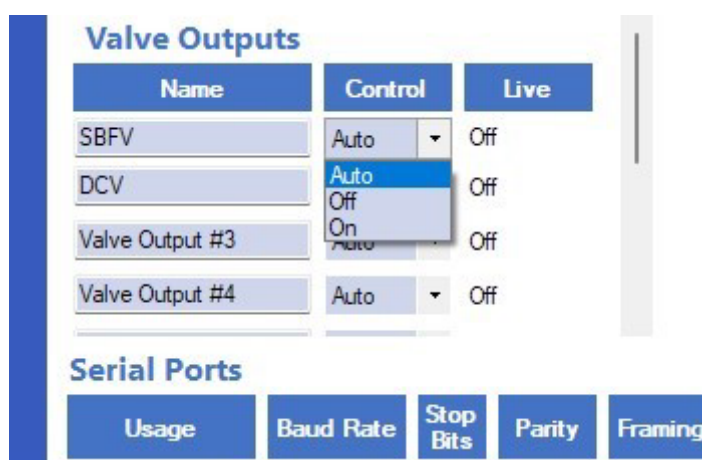 Valve Outputs
Name Control Live
SBFV Auto Off
Auto
DCV Off
Off
On
Valve Output #3 Auto Off
Valve Output #4 Auto Off
Serial Ports
Usage Baud Rate Stop Bits Parity Framing